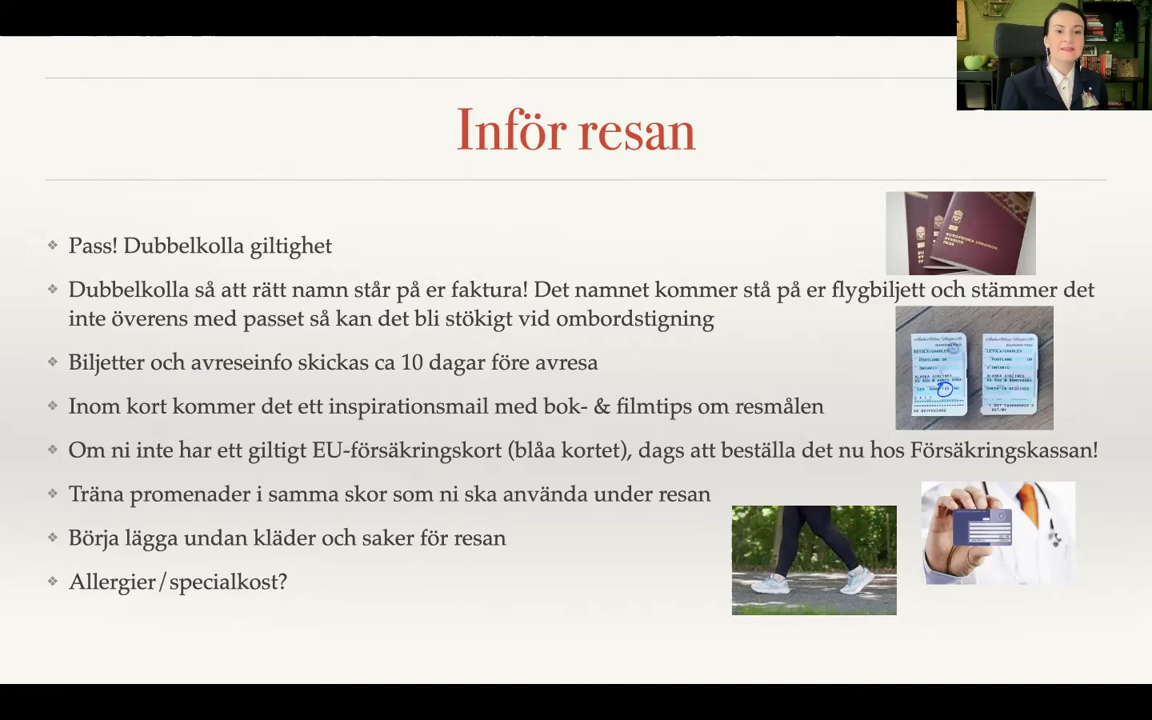 Inför resan
Pass! Dubbelkolla giltighet
EUROPEISKA UNIONEN
SVERIGE
PASS
Dubbelkolla så att rätt namn står på er faktura! Det namnet kommer stå på er flygbiljett och stämmer det
inte överens med passet så kan det bli stökigt vid ombordstigning
Biljetter och avreseinfo skickas ca 10 dagar före avresa
Inom kort kommer det ett inspirationsmail med bok- & filmtips om resmålen
Om ni inte har ett giltigt EU-försäkringskort (blåa kortet), dags att beställa det nu hos Försäkringskassan!
Träna promenader i samma skor som ni ska använda under resan
Börja lägga undan kläder och saker för resan
Allergier/specialkost?